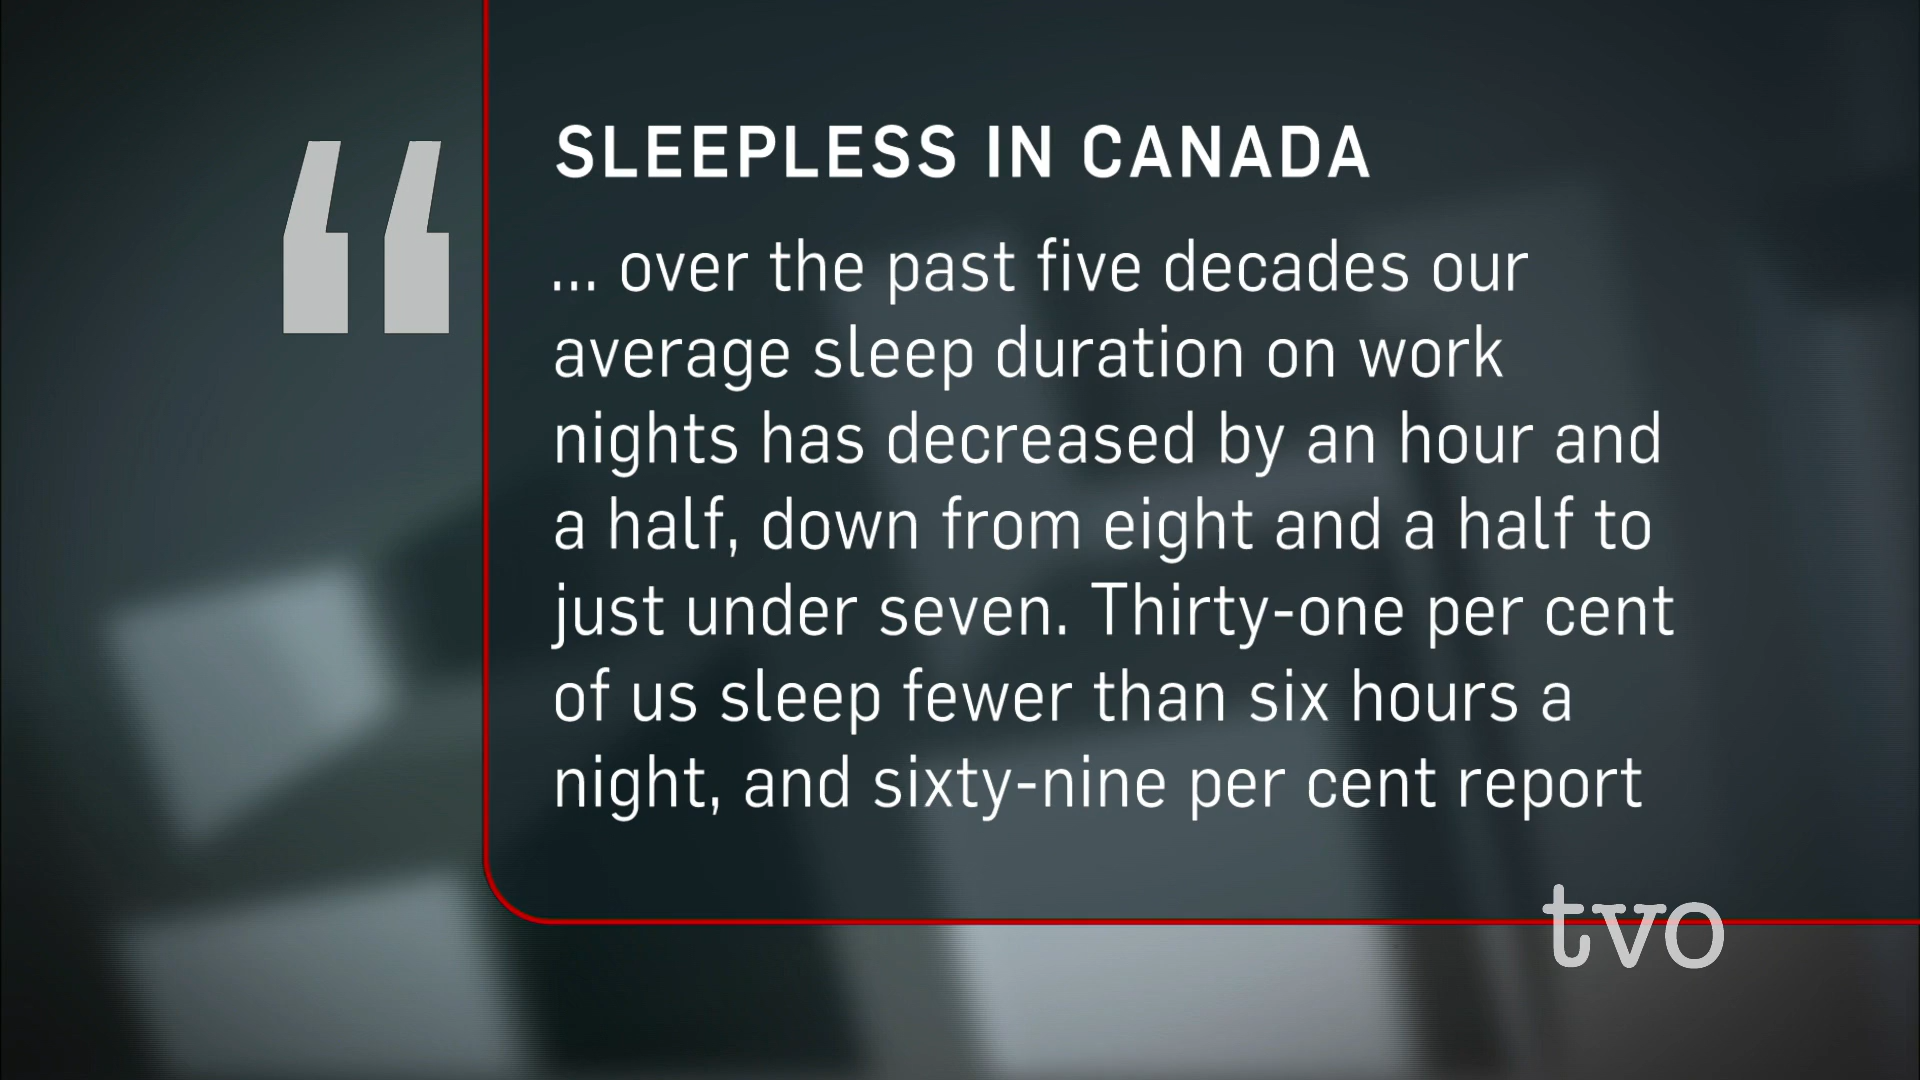 “
SLEEPLESS IN CANADA
... over the past five decades our
average sleep duration on work
nights has decreased by an hour and
a half, down from eight and a half to
just under seven. Thirty-one per cent
of us sleep fewer than six hours a
night, and sixty-nine per cent report
tvo